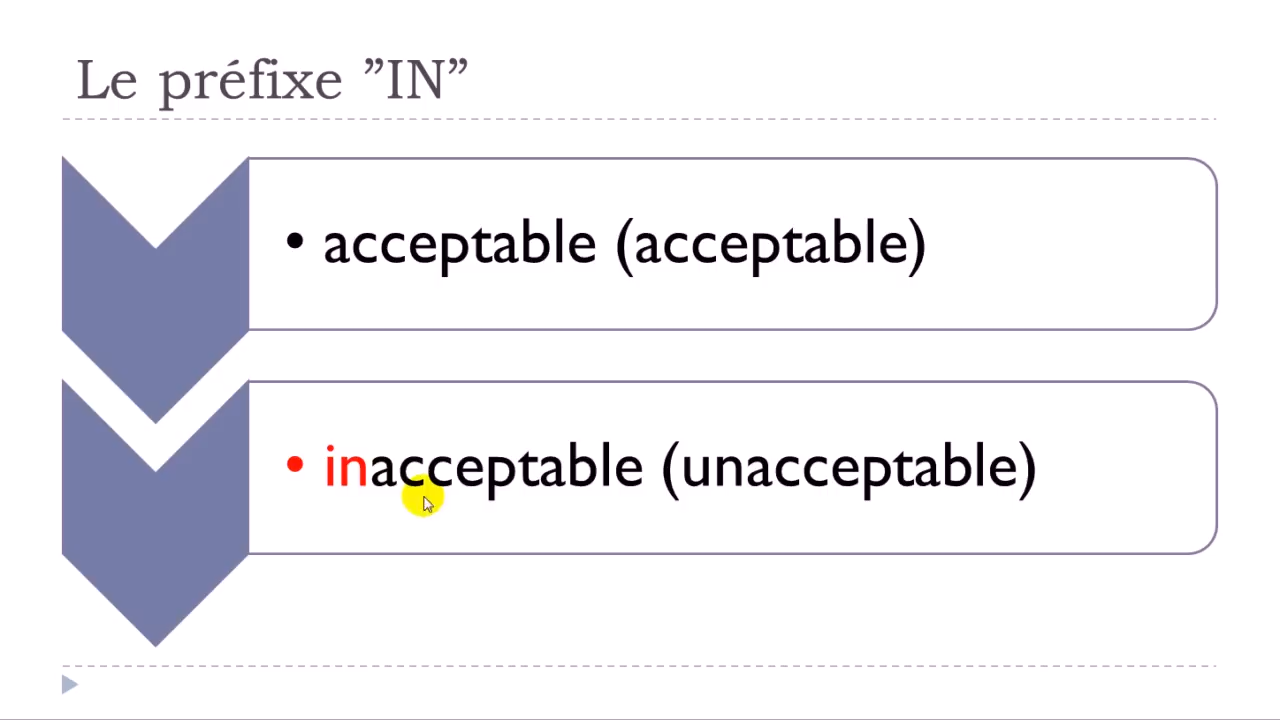 Le préfixe ”IN”
• acceptable (acceptable)
• inacceptable (unacceptable)